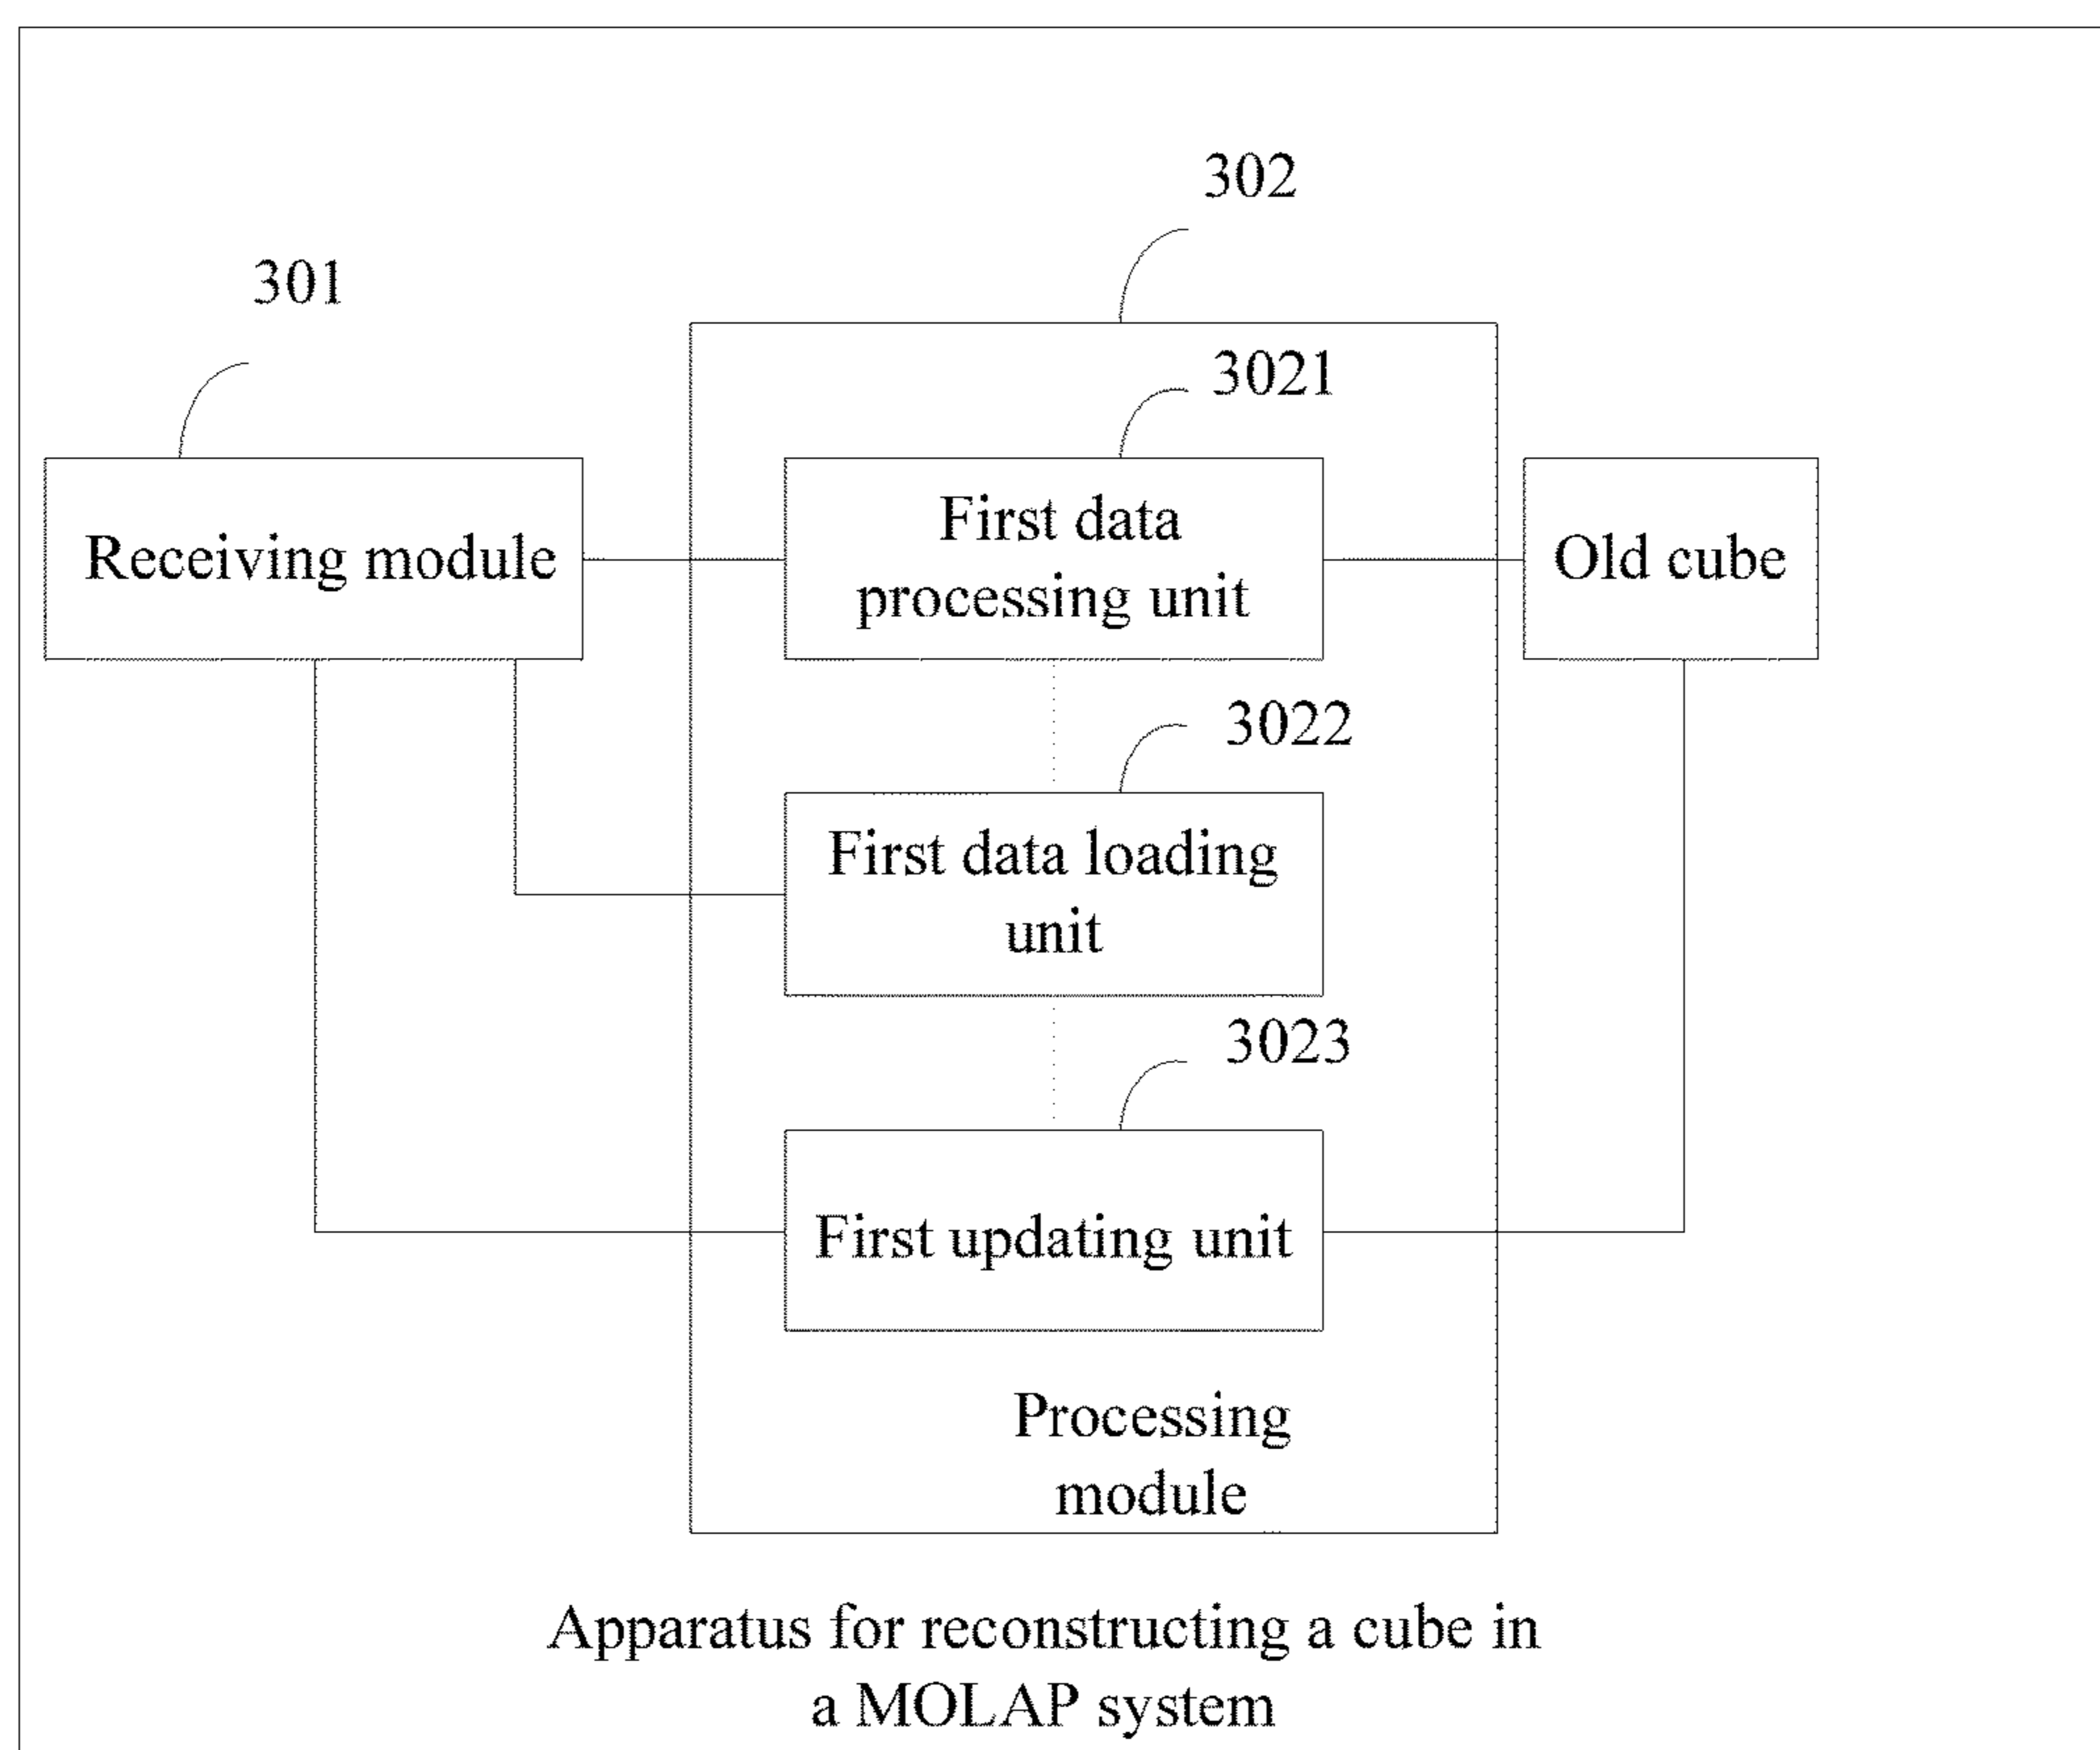 302
301
3021
Receiving module
First data
processing unit
Old cube
3022
First data loading
unit
3023
First updating unit
Processing
module
Apparatus for reconstructing a cube in
a MOLAP system